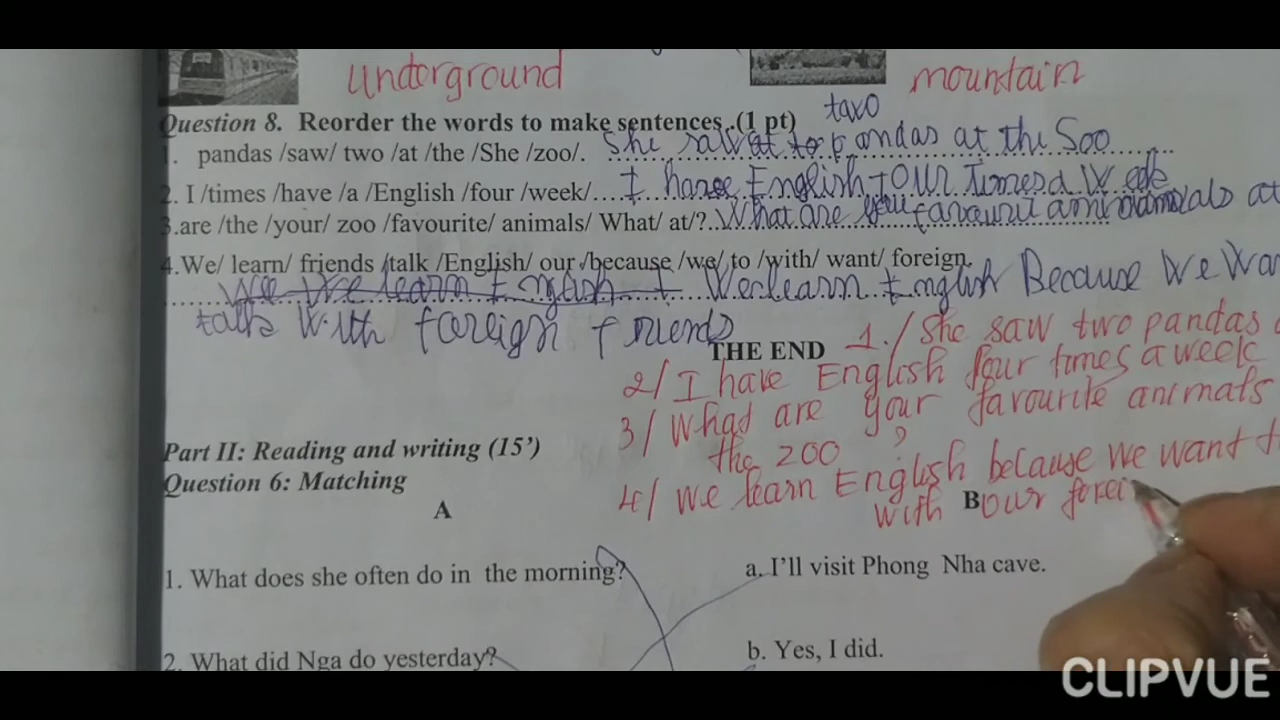 underground
mountain
Question 8. Reorder the words to make sentences .(1 pt)
1. pandas /saw/ two /at /the /She /zoo/. She saw pandas at the Soo
2. I /times /have /a /English /four /week/.... I have English four Times a Week
3.are /the /your/ zoo /favourite/ animals/ What/ at/?..What are you at
4.We/ learn/ friends /talk /English/ our /because /we/ to /with/ want/ foreign.
We learn English Because We Wan
talk With foreign friends
THE END
1./ She saw two pandas
2/ I have English four times a week
3/ What are your favourite animals
the zoo ?
4/ we learn English because we want t
with our forei
Part II: Reading and writing (15’)
Question 6: Matching
A
B
1. What does she often do in the morning?
a. I’ll visit Phong Nha cave.
2. What did Nga do yesterday?
b. Yes, I did.
CLIPVUE